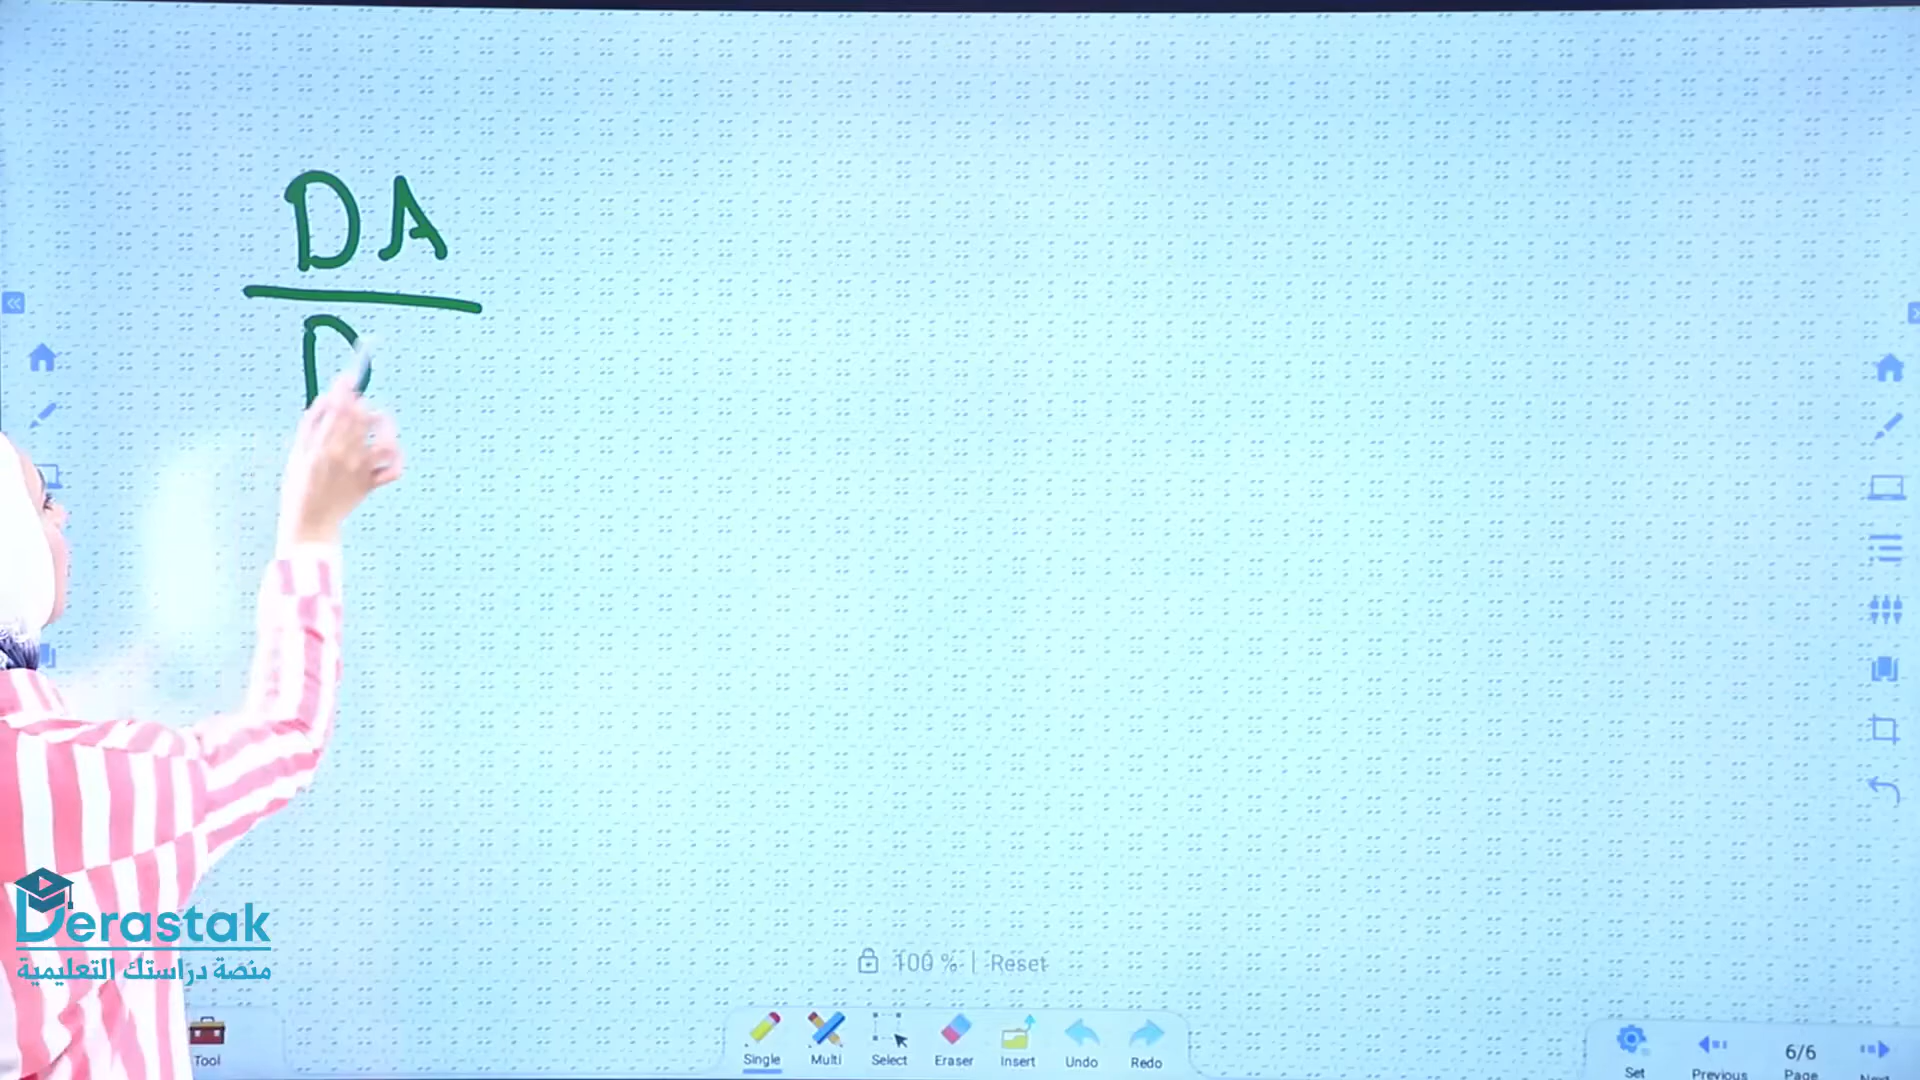 DA
D
Derastak
منصة دراستك التعليمية
100 % | Reset
Tool
Single
Multi
Select
Eraser
Insert
Undo
Redo
Set
Previous
6/6
Page
Next